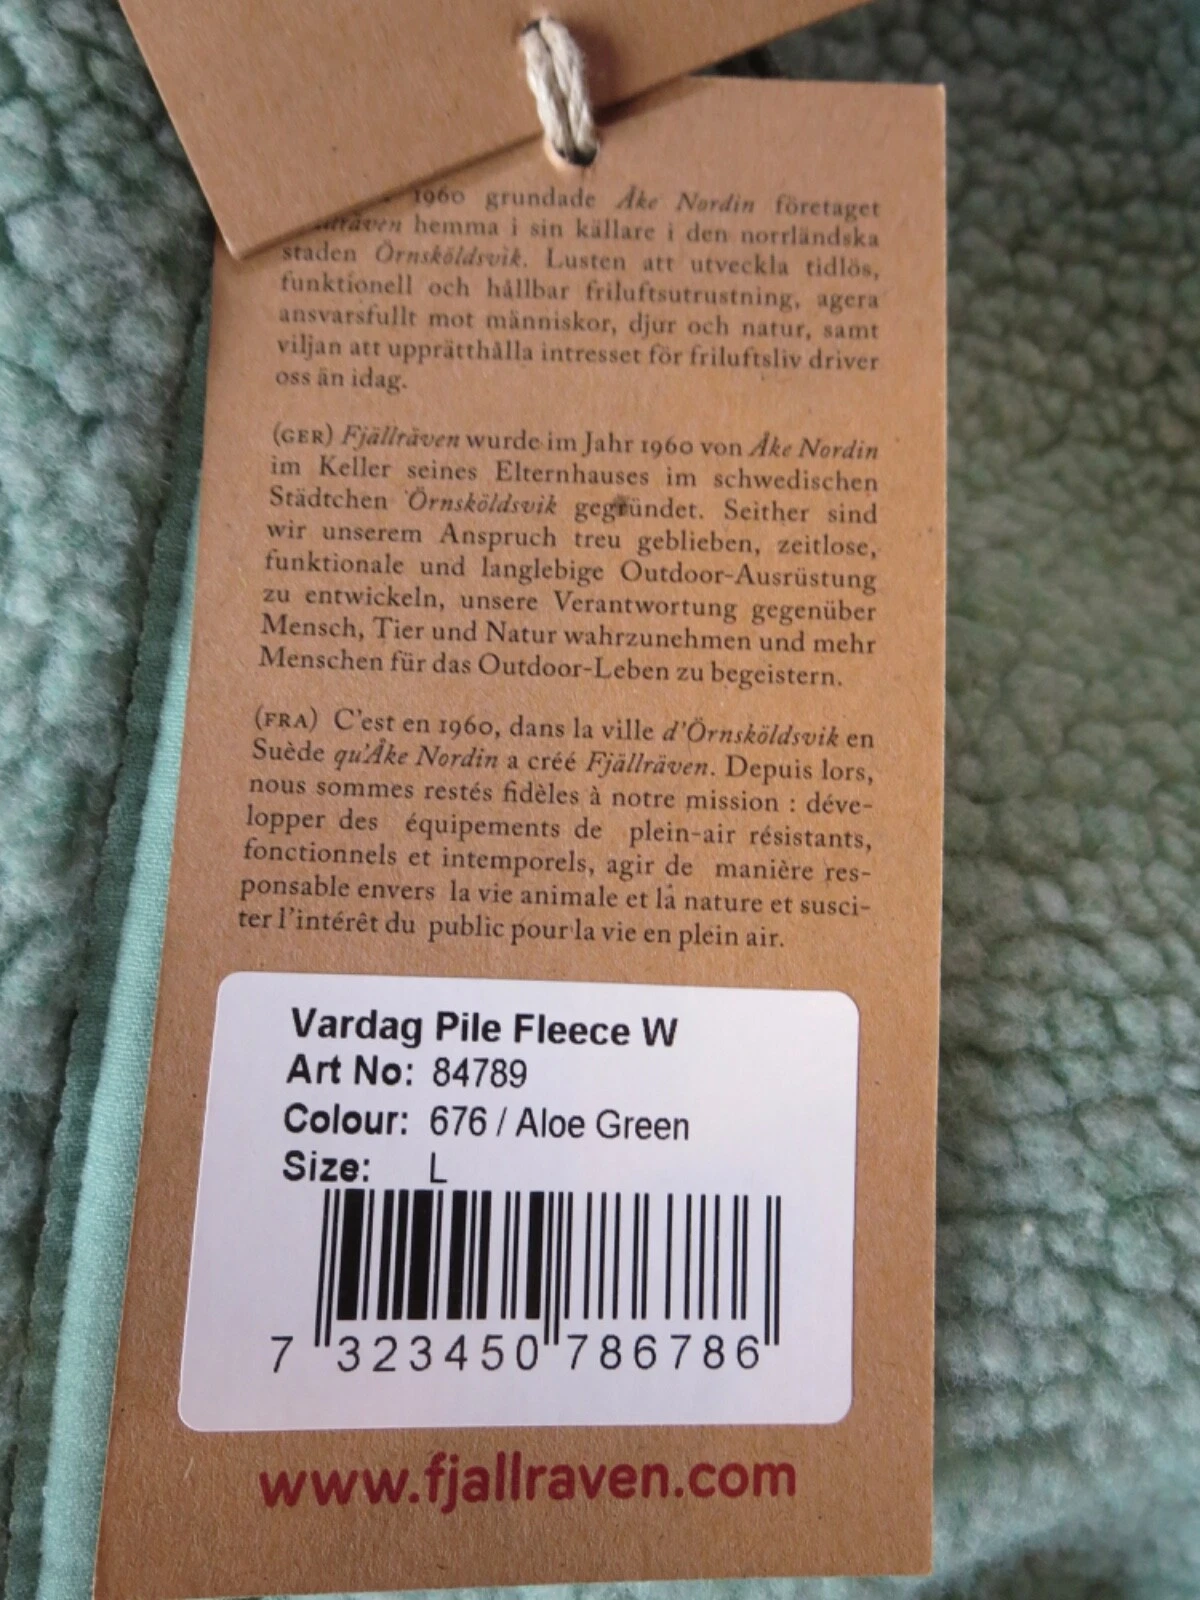 1960 grundade Åke Nordin företaget
hemma i sin källare i den norrländska
staden Örnsköldsvik. Lusten att utveckla tidlös,
funktionell och hållbar friluftsutrustning, agera
ansvarsfullt mot människor, djur och natur, samt
viljan att upprätthålla intresset för friluftsliv driver
oss än idag.
(GER) Fjällräven wurde im Jahr 1960 von Åke Nordin
im Keller seines Elternhauses im schwedischen
Städtchen Örnsköldsvik gegründet. Seither sind
wir unserem Anspruch treu geblieben, zeitlose,
funktionale und langlebige Outdoor-Ausrüstung
zu entwickeln, unsere Verantwortung gegenüber
Mensch, Tier und Natur wahrzunehmen und mehr
Menschen für das Outdoor-Leben zu begeistern.
(FRA) C'est en 1960, dans la ville d'Örnsköldsvik en
Suède qu'Åke Nordin a créé Fjällräven. Depuis lors,
nous sommes restés fidèles à notre mission : déve-
lopper des équipements de plein-air résistants,
fonctionnels et intemporels, agir de manière res-
ponsable envers la vie animale et la nature et susci-
ter l'intérêt du public pour la vie en plein air.
Vardag Pile Fleece W
Art No: 84789
Colour: 676 / Aloe Green
Size: L
7 323450 786786
www.fjallraven.com